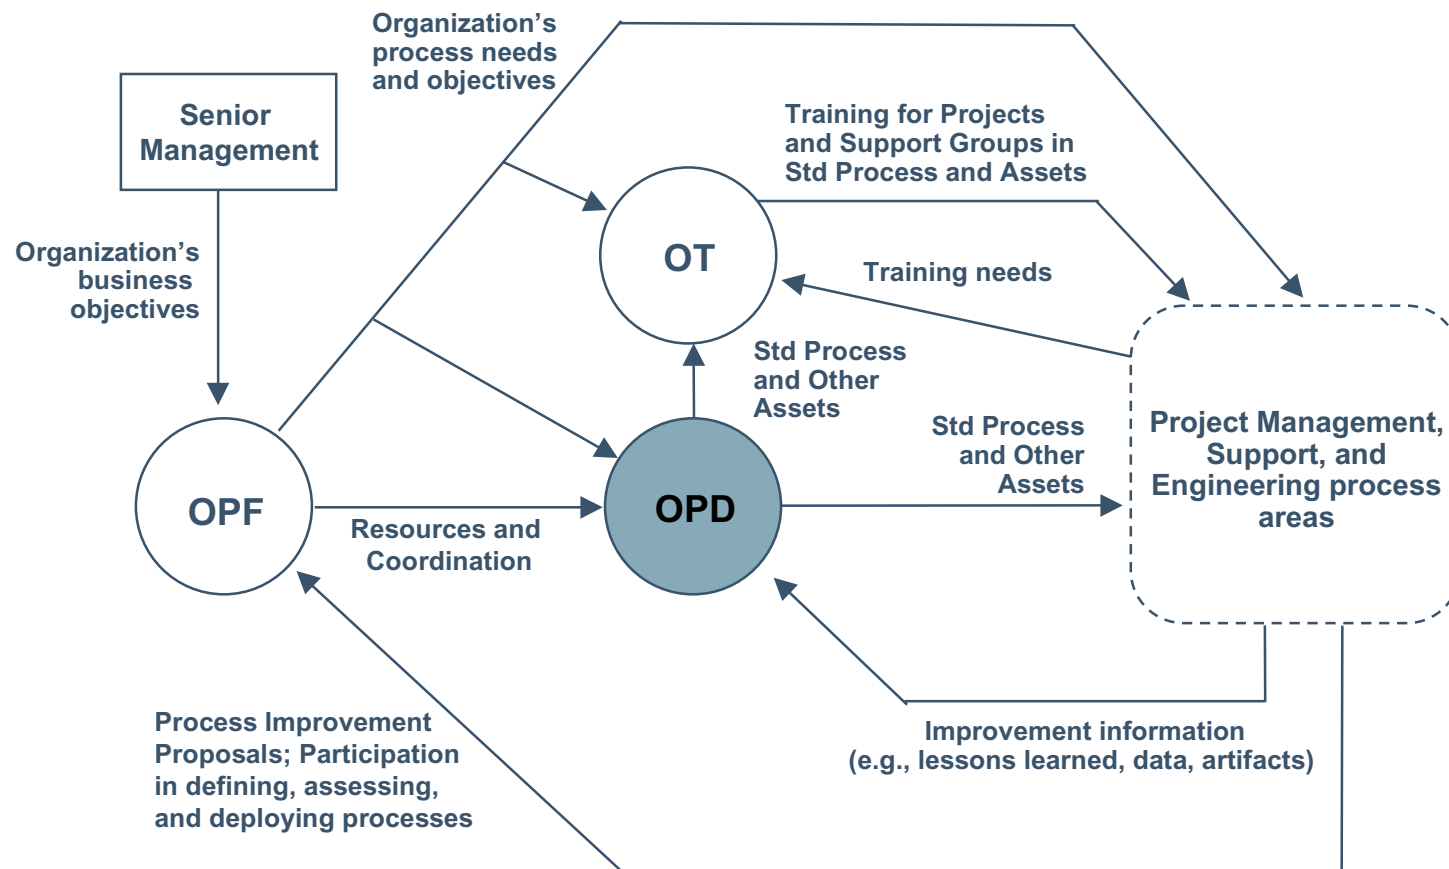 Organization’s
process needs
and objectives
Senior
Management
Training for Projects
and Support Groups in
Std Process and Assets
Organization’s
business
objectives
OT
Training needs
Std Process
and Other
Assets
Std Process
and Other
Assets
Project Management,
Support, and
Engineering process
areas
OPF
OPD
Resources and
Coordination
Process Improvement
Proposals; Participation
in defining, assessing,
and deploying processes
Improvement information
(e.g., lessons learned, data, artifacts)